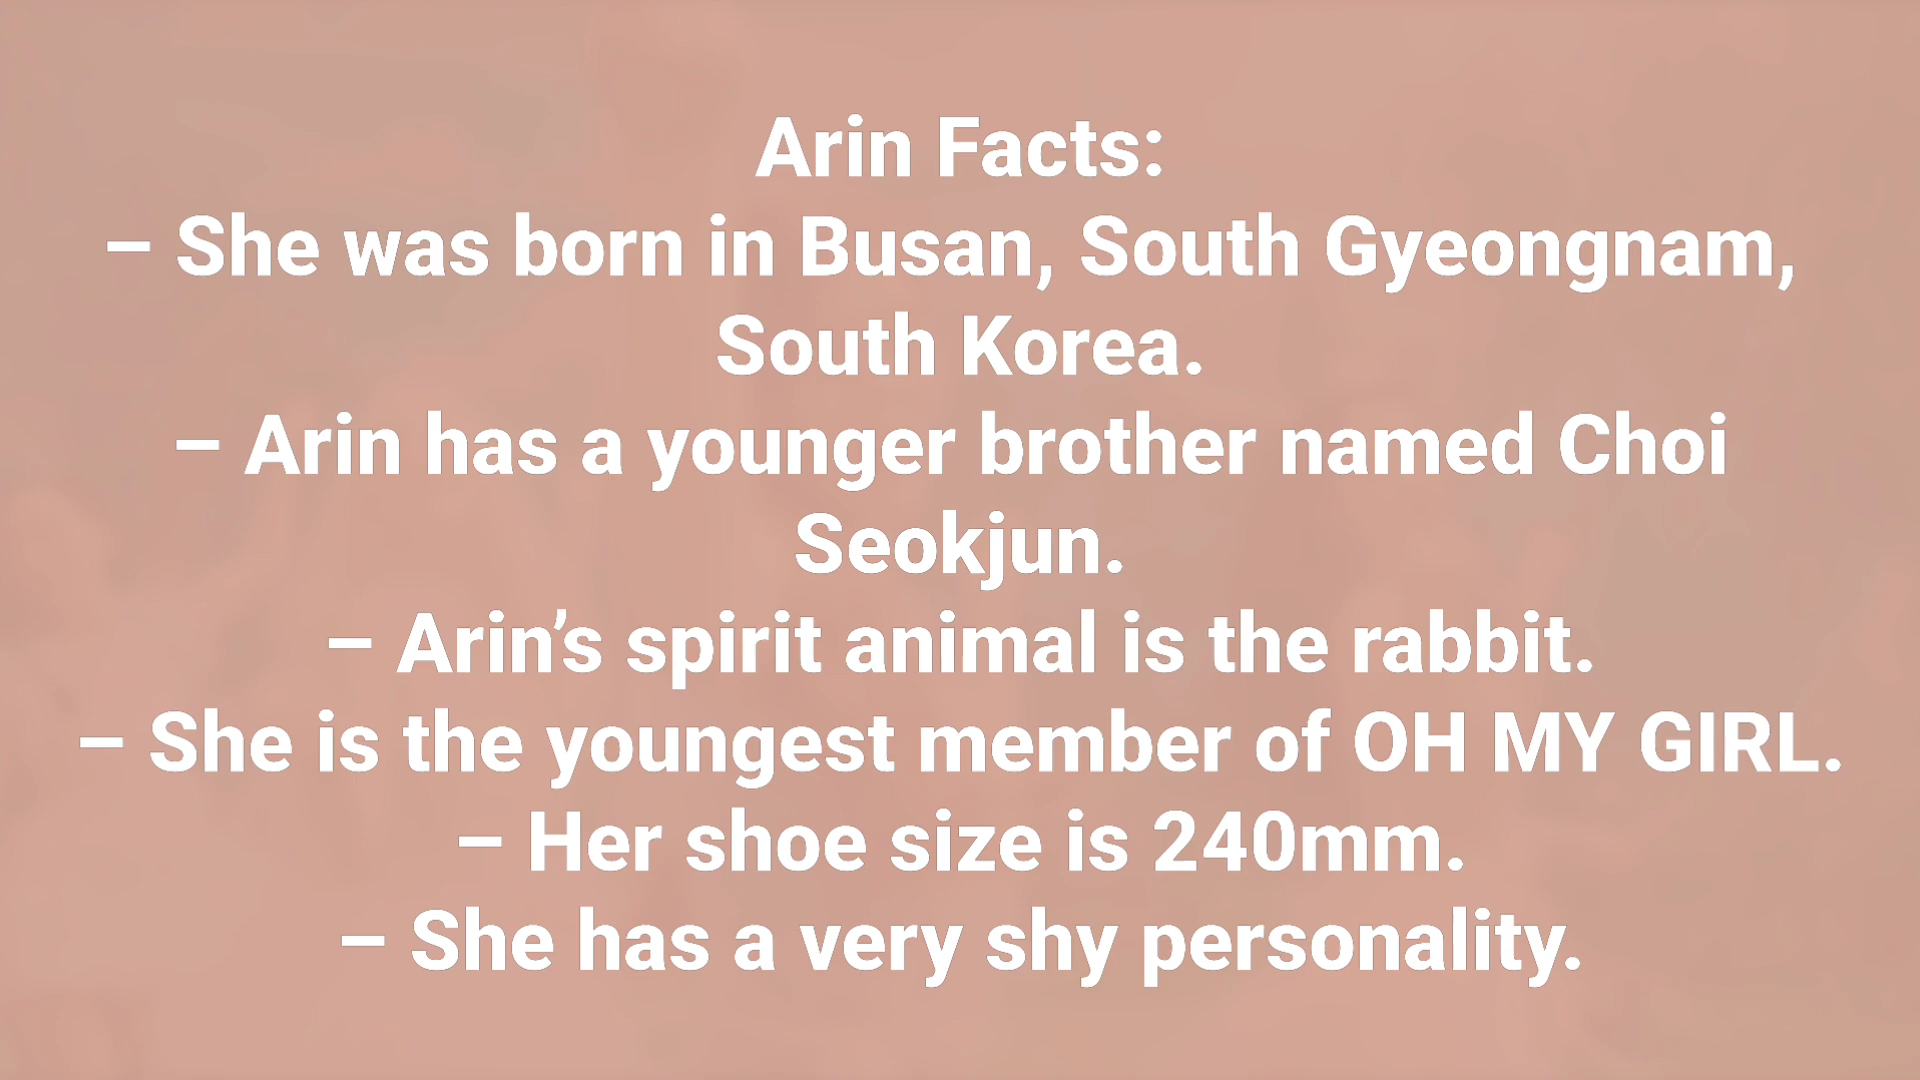 Arin Facts:
– She was born in Busan, South Gyeongnam,
South Korea.
– Arin has a younger brother named Choi
Seokjun.
– Arin’s spirit animal is the rabbit.
– She is the youngest member of OH MY GIRL.
– Her shoe size is 240mm.
– She has a very shy personality.